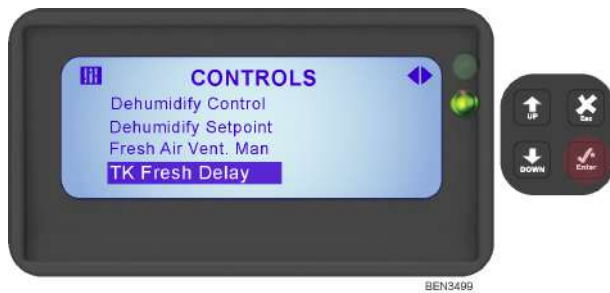 CONTROLS
Dehumidify Control
Dehumidify Setpoint
Fresh Air Vent. Man
TK Fresh Delay
UP
Esc
DOWN
Enter
BEN3499